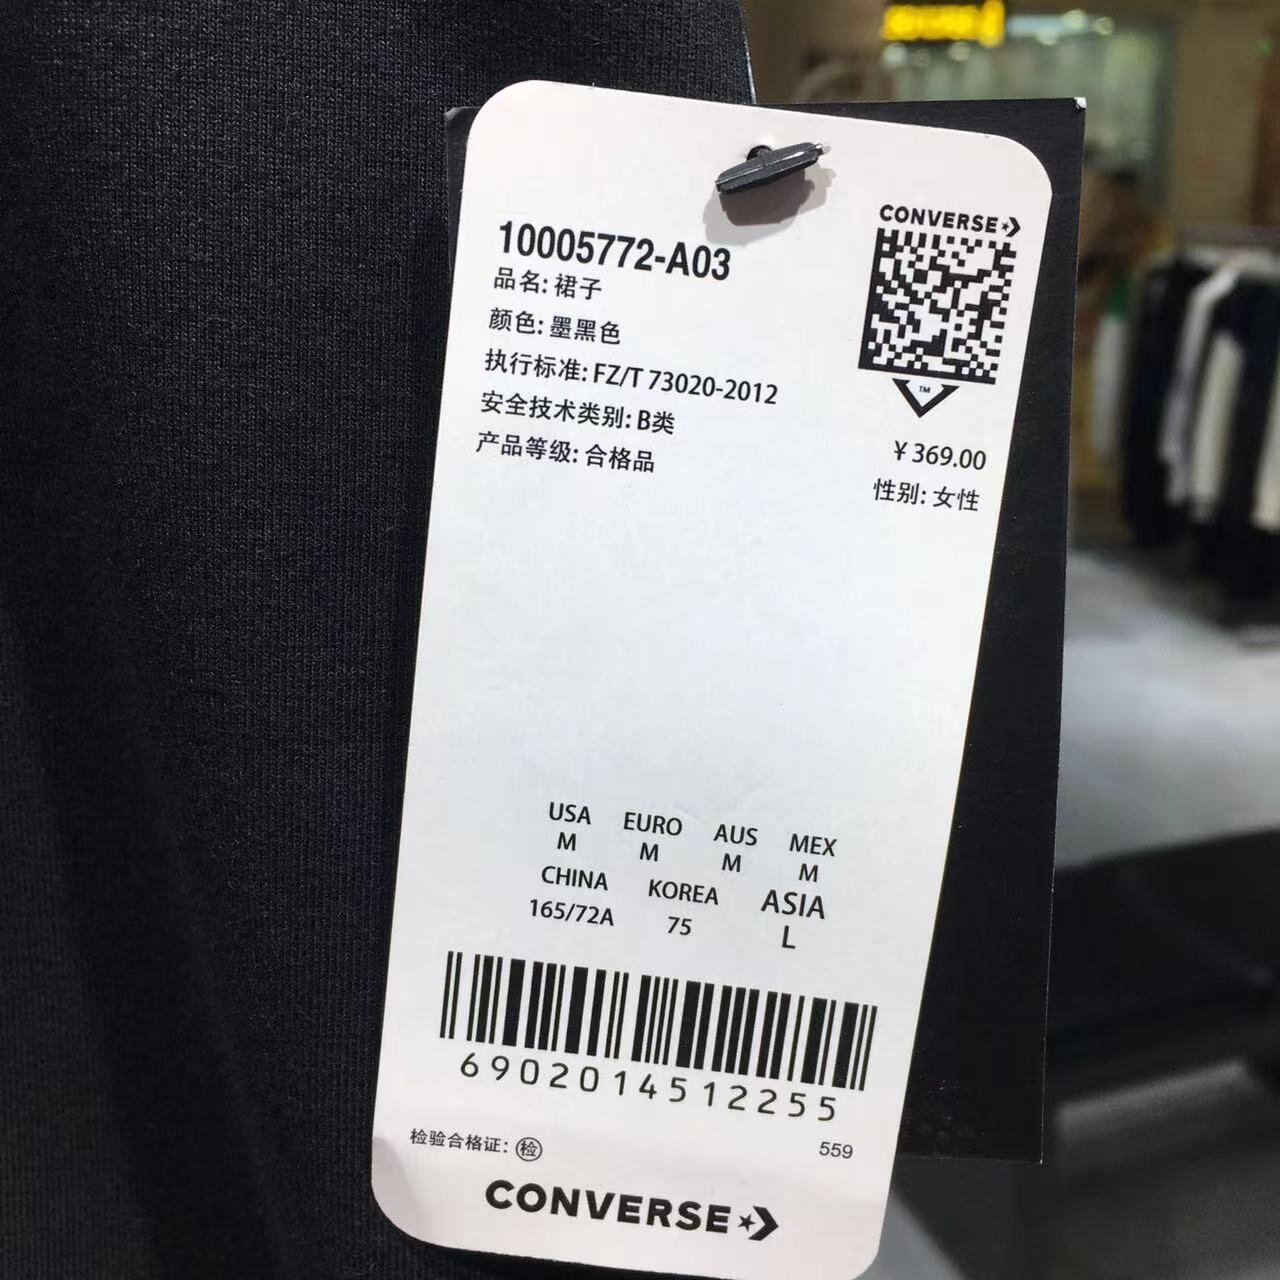 10005772-A03
品名: 裙子
颜色: 墨黑色
执行标准: FZ/T 73020-2012
安全技术类别: B类
产品等级: 合格品
CONVERSE
TM
¥ 369.00
性别: 女性
USA EURO AUS MEX
M M M M
CHINA KOREA ASIA
165/72A 75 L
6902014512255
检验合格证: 检
559
CONVERSE